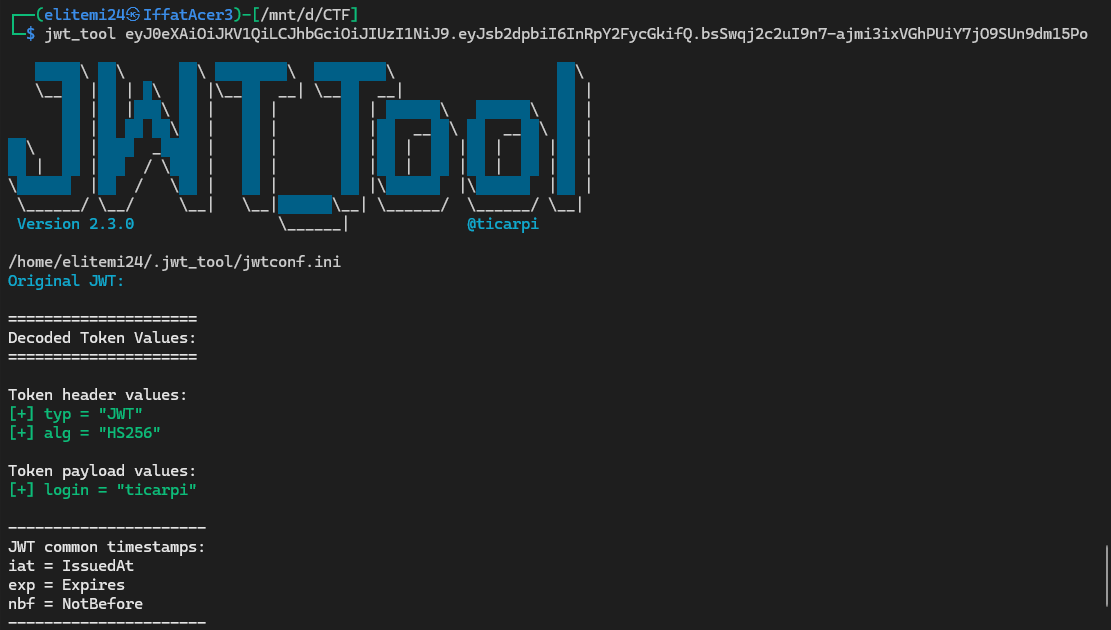 (elitemi24㉿IffatAcer3)-[/mnt/d/CTF]
$ jwt_tool eyJ0eXAiOiJKV1QiLCJhbGciOiJIUzI1NiJ9.eyJsb2dpbiI6InRpY2FycGkifQ.bsSwqj2c2uI9n7-ajmi3ixVGhPUiY7jO9SUn9dm15Po
JWT Tool
Version 2.3.0 @ticarpi
/home/elitemi24/.jwt_tool/jwtconf.ini
Original JWT:
=====================
Decoded Token Values:
=====================
Token header values:
[+] typ = "JWT"
[+] alg = "HS256"
Token payload values:
[+] login = "ticarpi"
----------------------
JWT common timestamps:
iat = IssuedAt
exp = Expires
nbf = NotBefore
----------------------